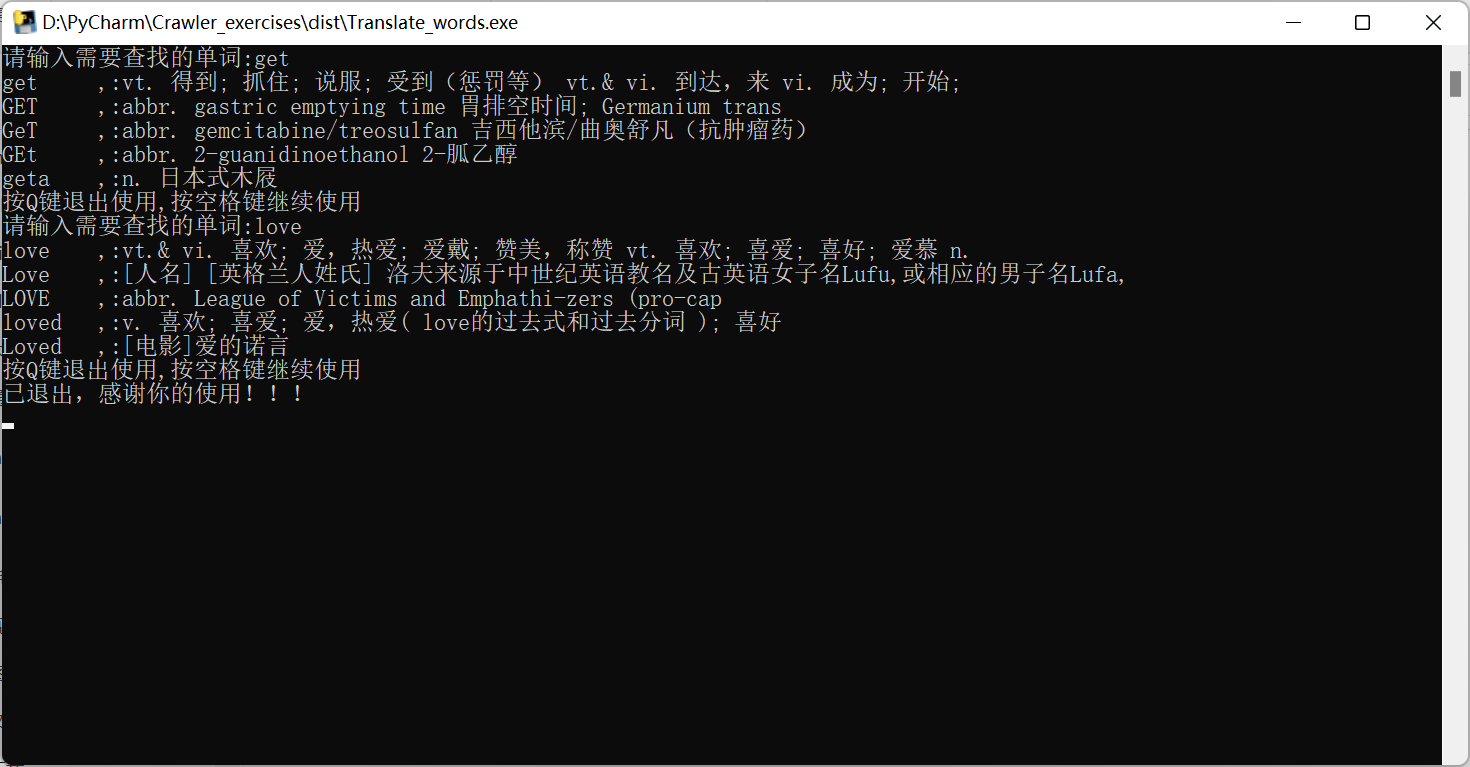 D:\PyCharm\Crawler_exercises\dist\Translate_words.exe
请输入需要查找的单词:get
get     ,:vt. 得到; 抓住; 说服; 受到（惩罚等） vt.& vi. 到达，来 vi. 成为; 开始;
GET     ,:abbr. gastric emptying time 胃排空时间; Germanium trans
GeT     ,:abbr. gemcitabine/treosulfan 吉西他滨/曲奥舒凡（抗肿瘤药）
GEt     ,:abbr. 2-guanidinoethanol 2-胍乙醇
geta    ,:n. 日本式木屐
按Q键退出使用,按空格键继续使用
请输入需要查找的单词:love
love    ,:vt.& vi. 喜欢; 爱，热爱; 爱戴; 赞美，称赞 vt. 喜欢; 喜爱; 喜好; 爱慕 n.
Love    ,:[人名] [英格兰人姓氏] 洛夫来源于中世纪英语教名及古英语女子名Lufu,或相应的男子名Lufa,
LOVE    ,:abbr. League of Victims and Emphathi-zers (pro-cap
loved   ,:v. 喜欢; 喜爱; 爱，热爱( love的过去式和过去分词 ); 喜好
Loved   ,:[电影]爱的诺言
按Q键退出使用,按空格键继续使用
已退出，感谢你的使用！！！